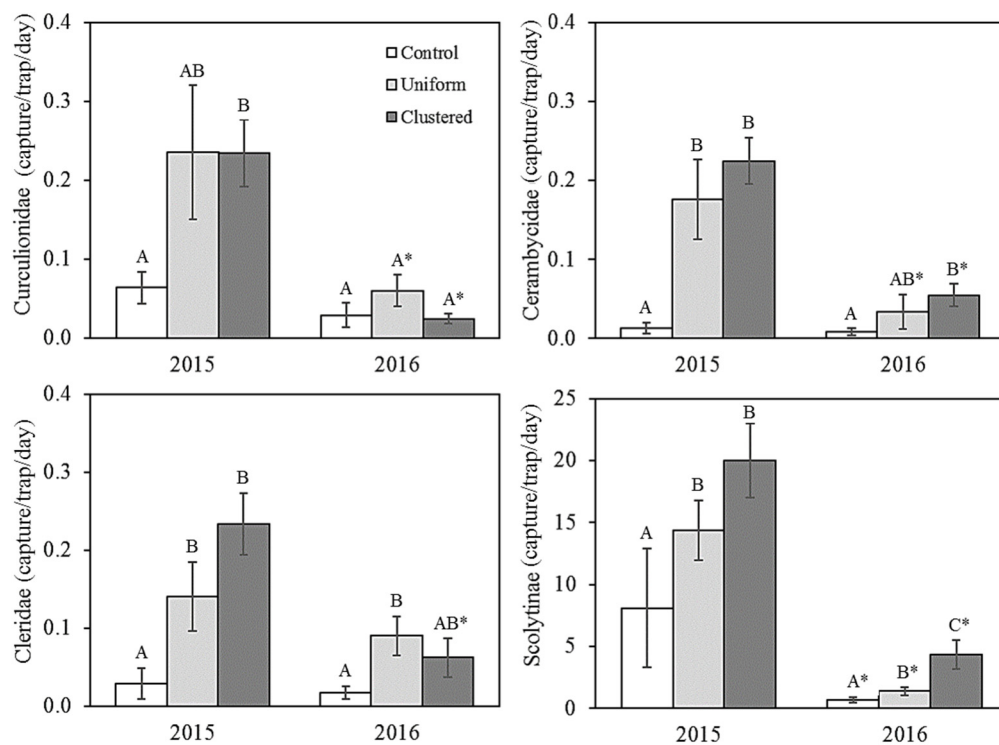 Curculionidae (capture/trap/day)
0.4
0.3
0.2
0.1
0.0
Control
Uniform
Clustered
A
AB
B
A
A*
A*
2015
2016
Cerambycidae (capture/trap/day)
0.4
0.3
0.2
0.1
0.0
A
B
B
A
AB*
B*
2015
2016
Cleridae (capture/trap/day)
0.4
0.3
0.2
0.1
0.0
A
B
B
A
B
AB*
2015
2016
Scolytinae (capture/trap/day)
25
20
15
10
5
0
A
B
B
A*
B*
C*
2015
2016